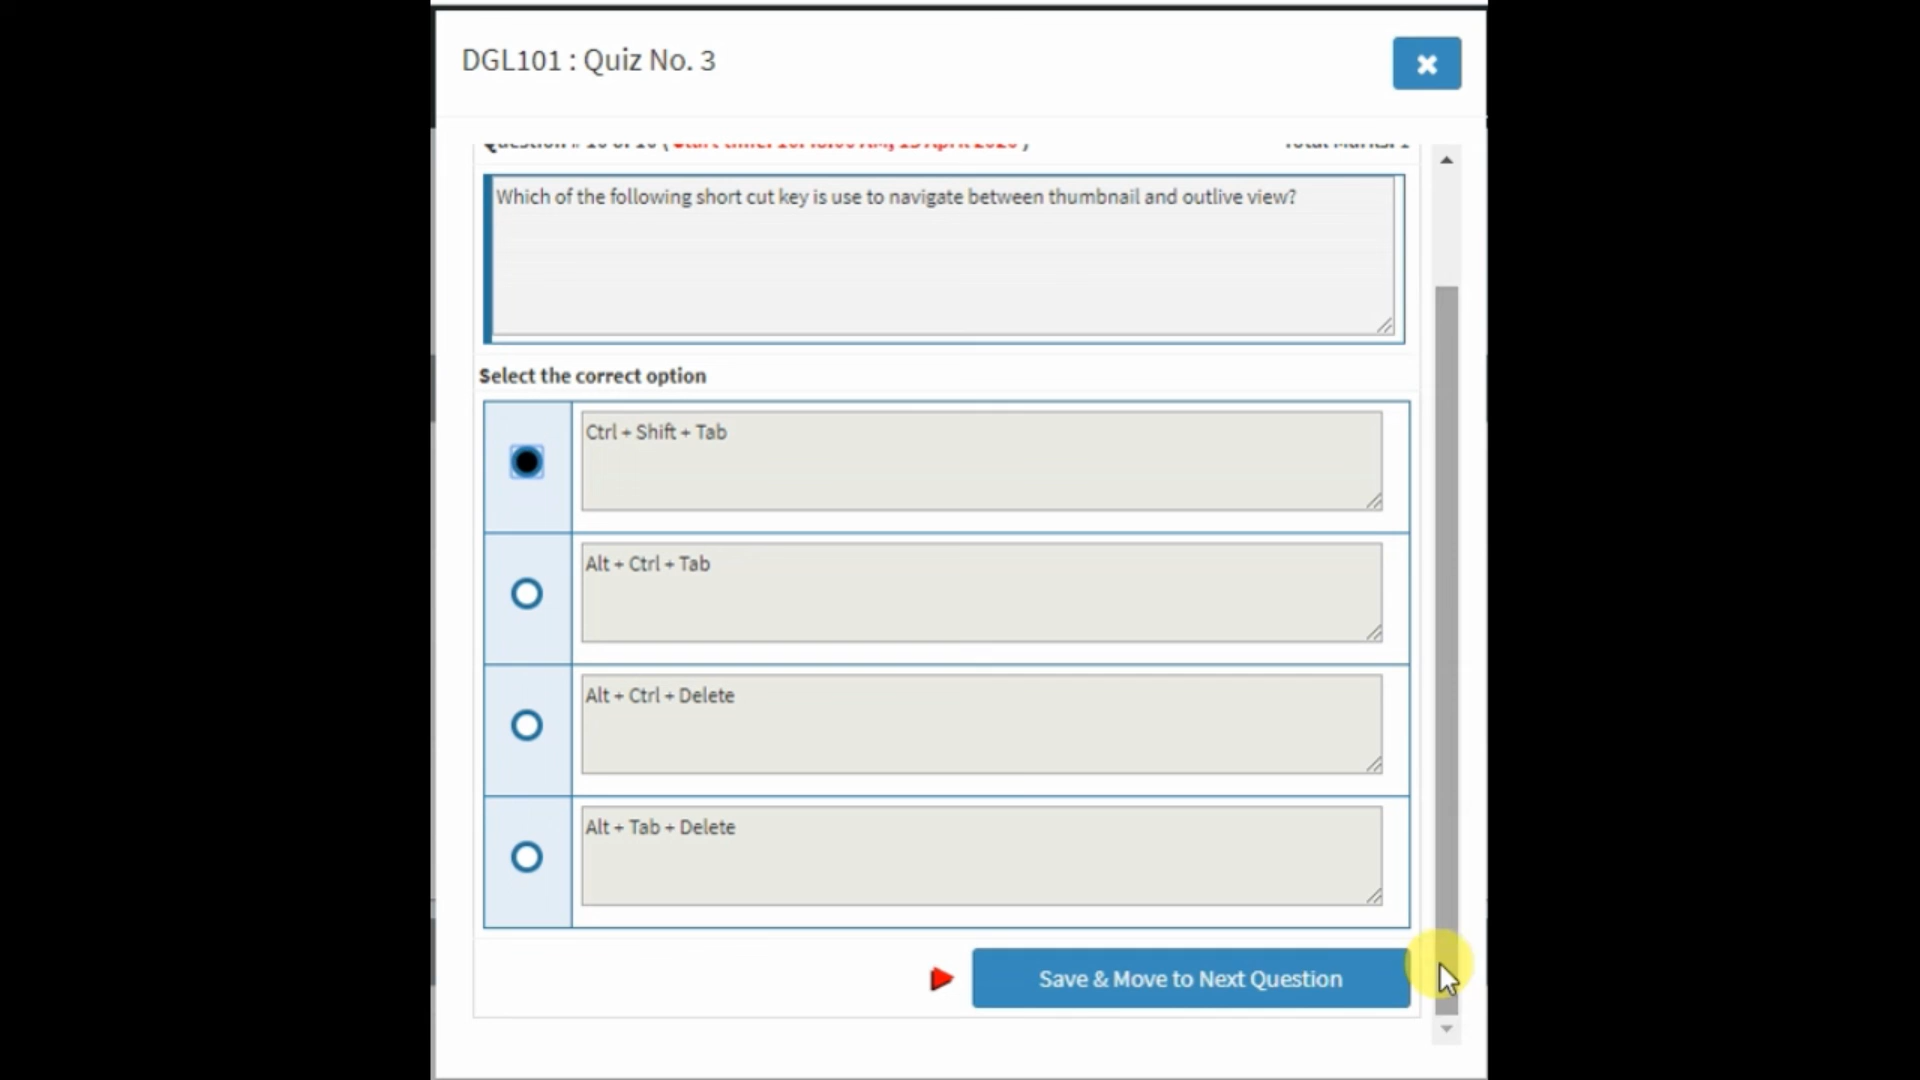 DGL101 : Quiz No. 3
Which of the following short cut key is use to navigate between thumbnail and outlive view?
Select the correct option
Ctrl + Shift + Tab
Alt + Ctrl + Tab
Alt + Ctrl + Delete
Alt + Tab + Delete
Save & Move to Next Question